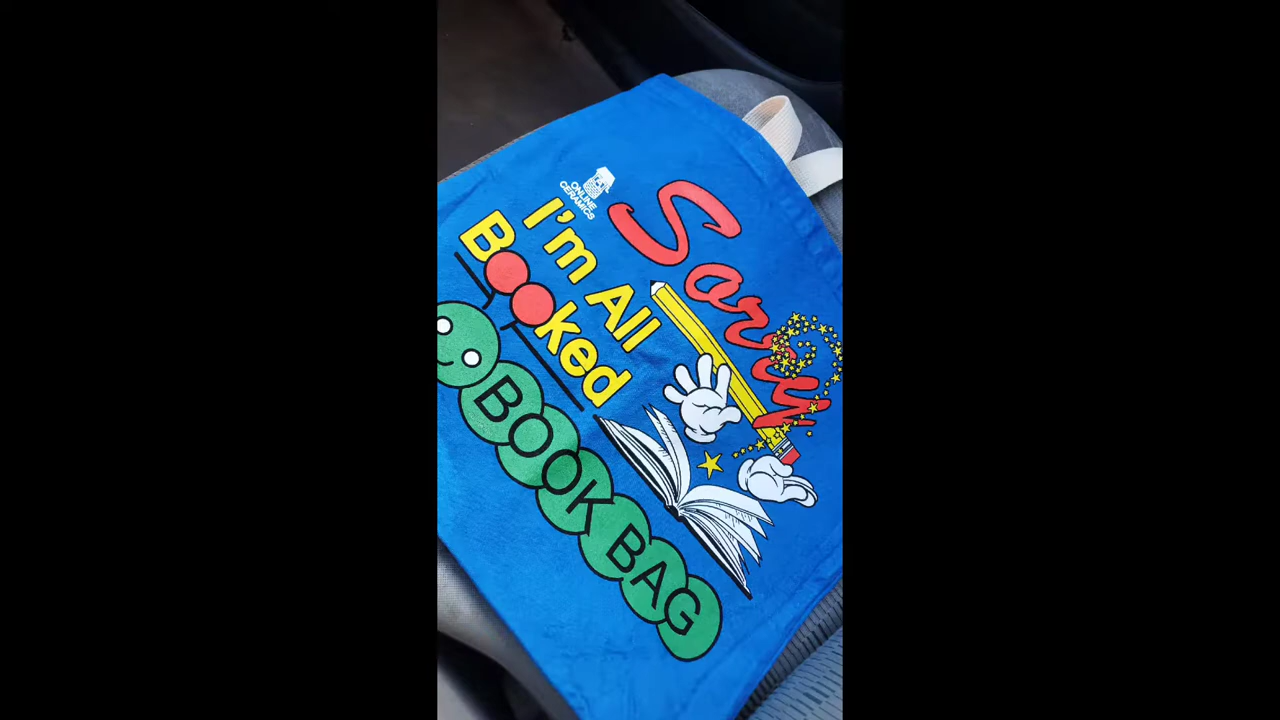 Sorry
ONLINE
CERAMICS
I'm All
Booked
BOOK BAG